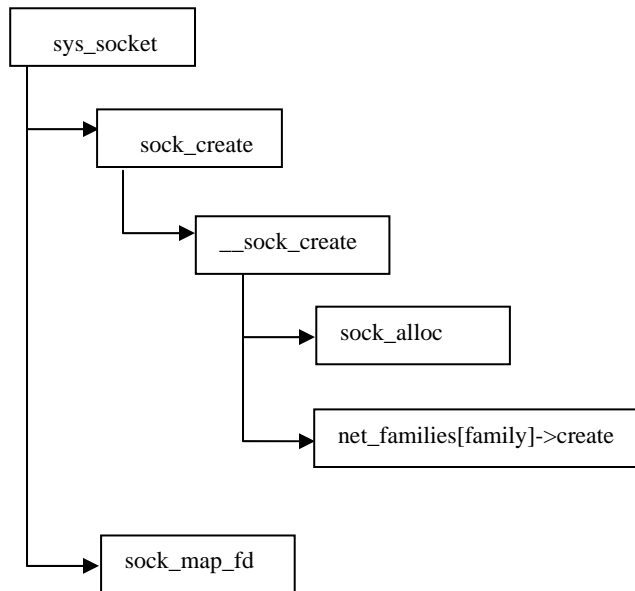 sys_socket
sock_create
__sock_create
sock_alloc
net_families[family]->create
sock_map_fd